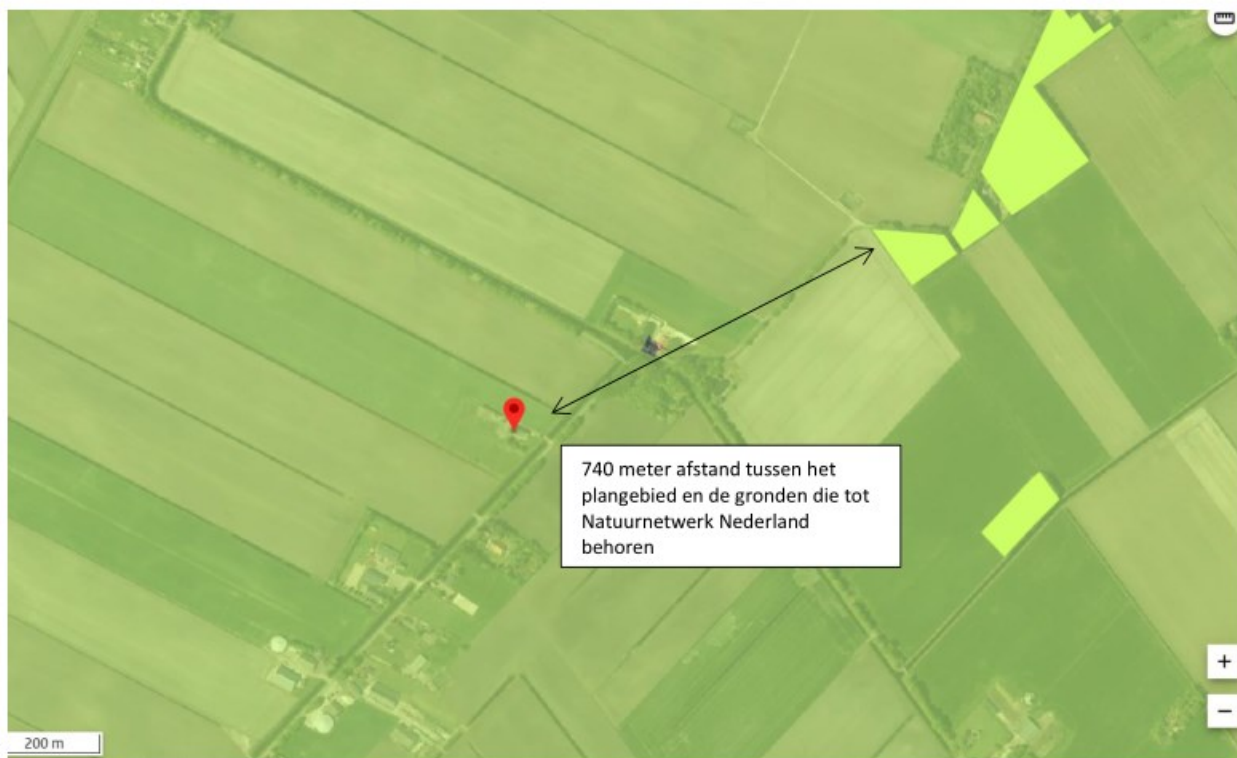 740 meter afstand tussen het
plangebied en de gronden die tot
Natuurnetwerk Nederland
behoren
+
−
200 m